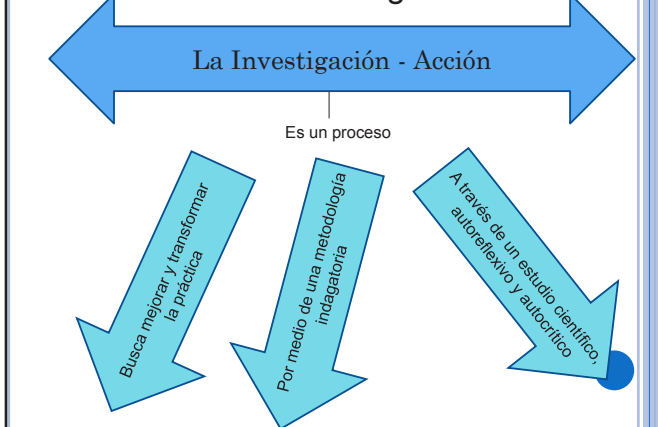 La Investigación - Acción
Es un proceso
Busca mejorar y transformar
la práctica
Por medio de una metodología
indagatoria
A través de un estudio científico,
autoreflexivo y autocrítico